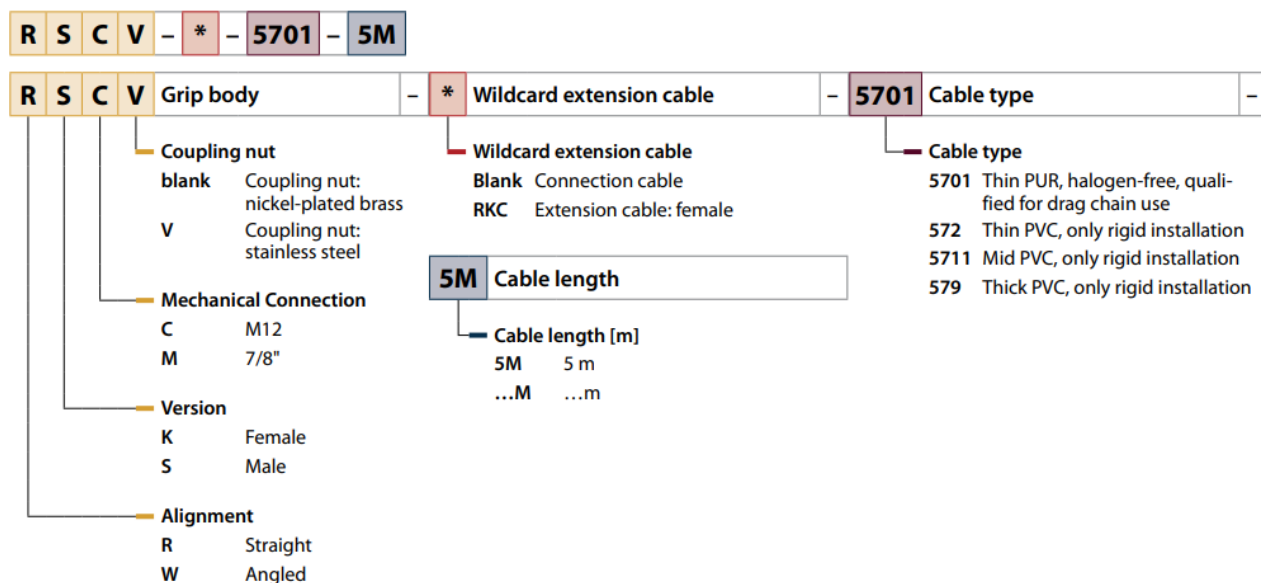 R S C V – * – 5701 – 5M
R S C V Grip body – * Wildcard extension cable – 5701 Cable type –
Coupling nut
blank Coupling nut:
nickel-plated brass
V Coupling nut:
stainless steel
Mechanical Connection
C M12
M 7/8"
Version
K Female
S Male
Alignment
R Straight
W Angled
Wildcard extension cable
Blank Connection cable
RKC Extension cable: female
5M Cable length
Cable length [m]
5M 5 m
…M …m
Cable type
5701 Thin PUR, halogen-free, quali-
fied for drag chain use
572 Thin PVC, only rigid installation
5711 Mid PVC, only rigid installation
579 Thick PVC, only rigid installation